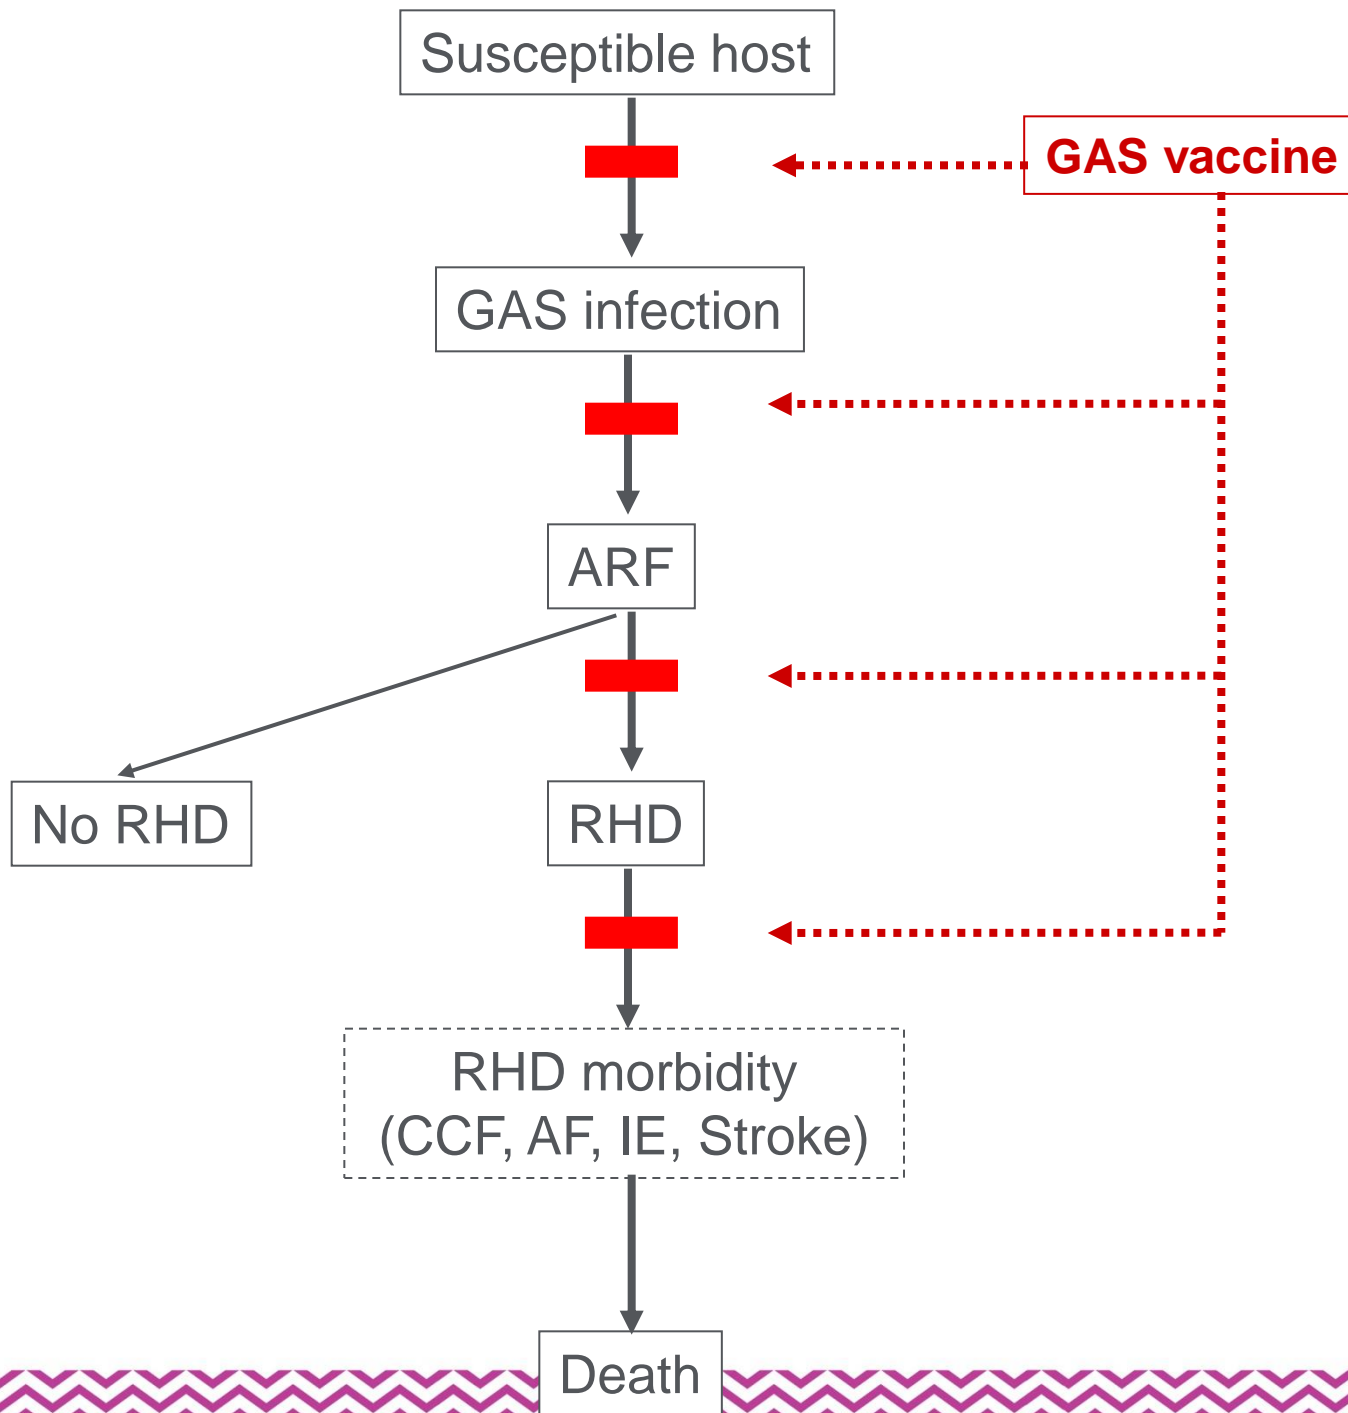 Susceptible host
GAS vaccine
GAS infection
ARF
No RHD
RHD
RHD morbidity
(CCF, AF, IE, Stroke)
Death